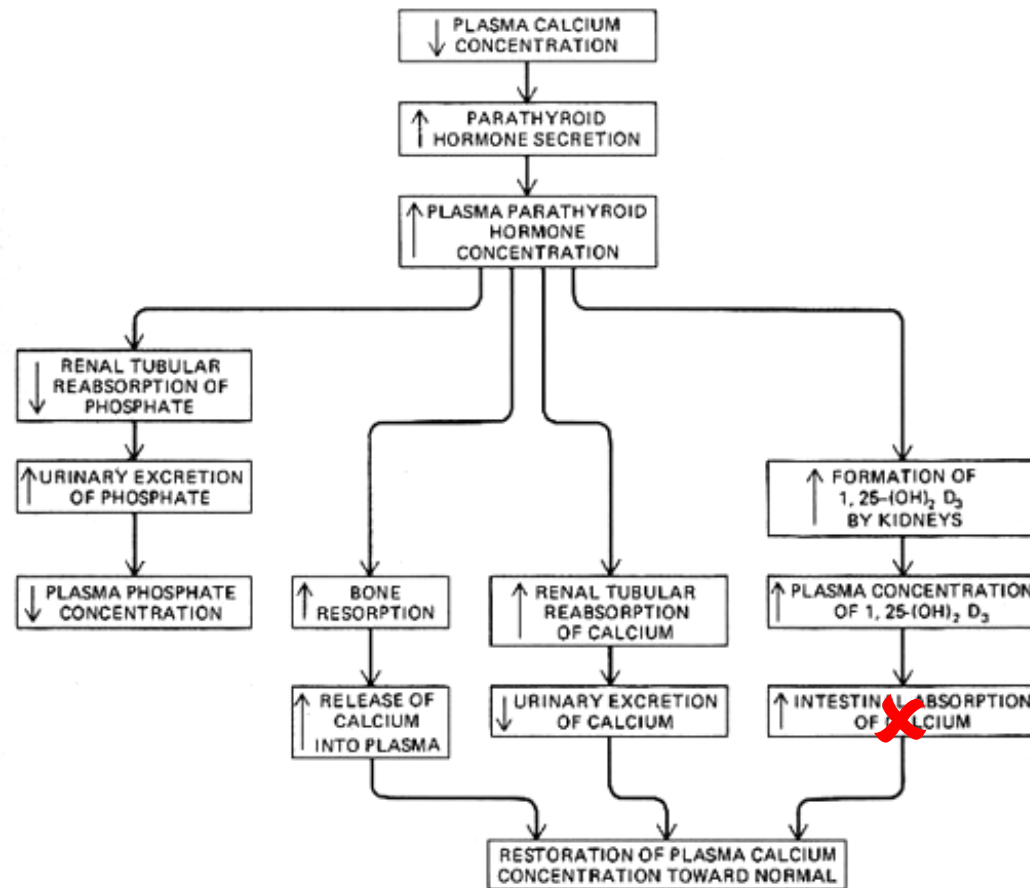 ↓ PLASMA CALCIUM
CONCENTRATION
↑ PARATHYROID
HORMONE SECRETION
↑ PLASMA PARATHYROID
HORMONE
CONCENTRATION
↓ RENAL TUBULAR
REABSORPTION OF
PHOSPHATE
↑ URINARY EXCRETION
OF PHOSPHATE
↓ PLASMA PHOSPHATE
CONCENTRATION
↑ BONE
RESORPTION
↑ RELEASE OF
CALCIUM
INTO PLASMA
↑ RENAL TUBULAR
REABSORPTION
OF CALCIUM
↓ URINARY EXCRETION
OF CALCIUM
↑ FORMATION OF
1, 25–(OH)₂ D₃
BY KIDNEYS
↑ PLASMA CONCENTRATION
OF 1, 25-(OH)₂ D₃
↑ INTESTINAL ABSORPTION
OF CALCIUM
RESTORATION OF PLASMA CALCIUM
CONCENTRATION TOWARD NORMAL